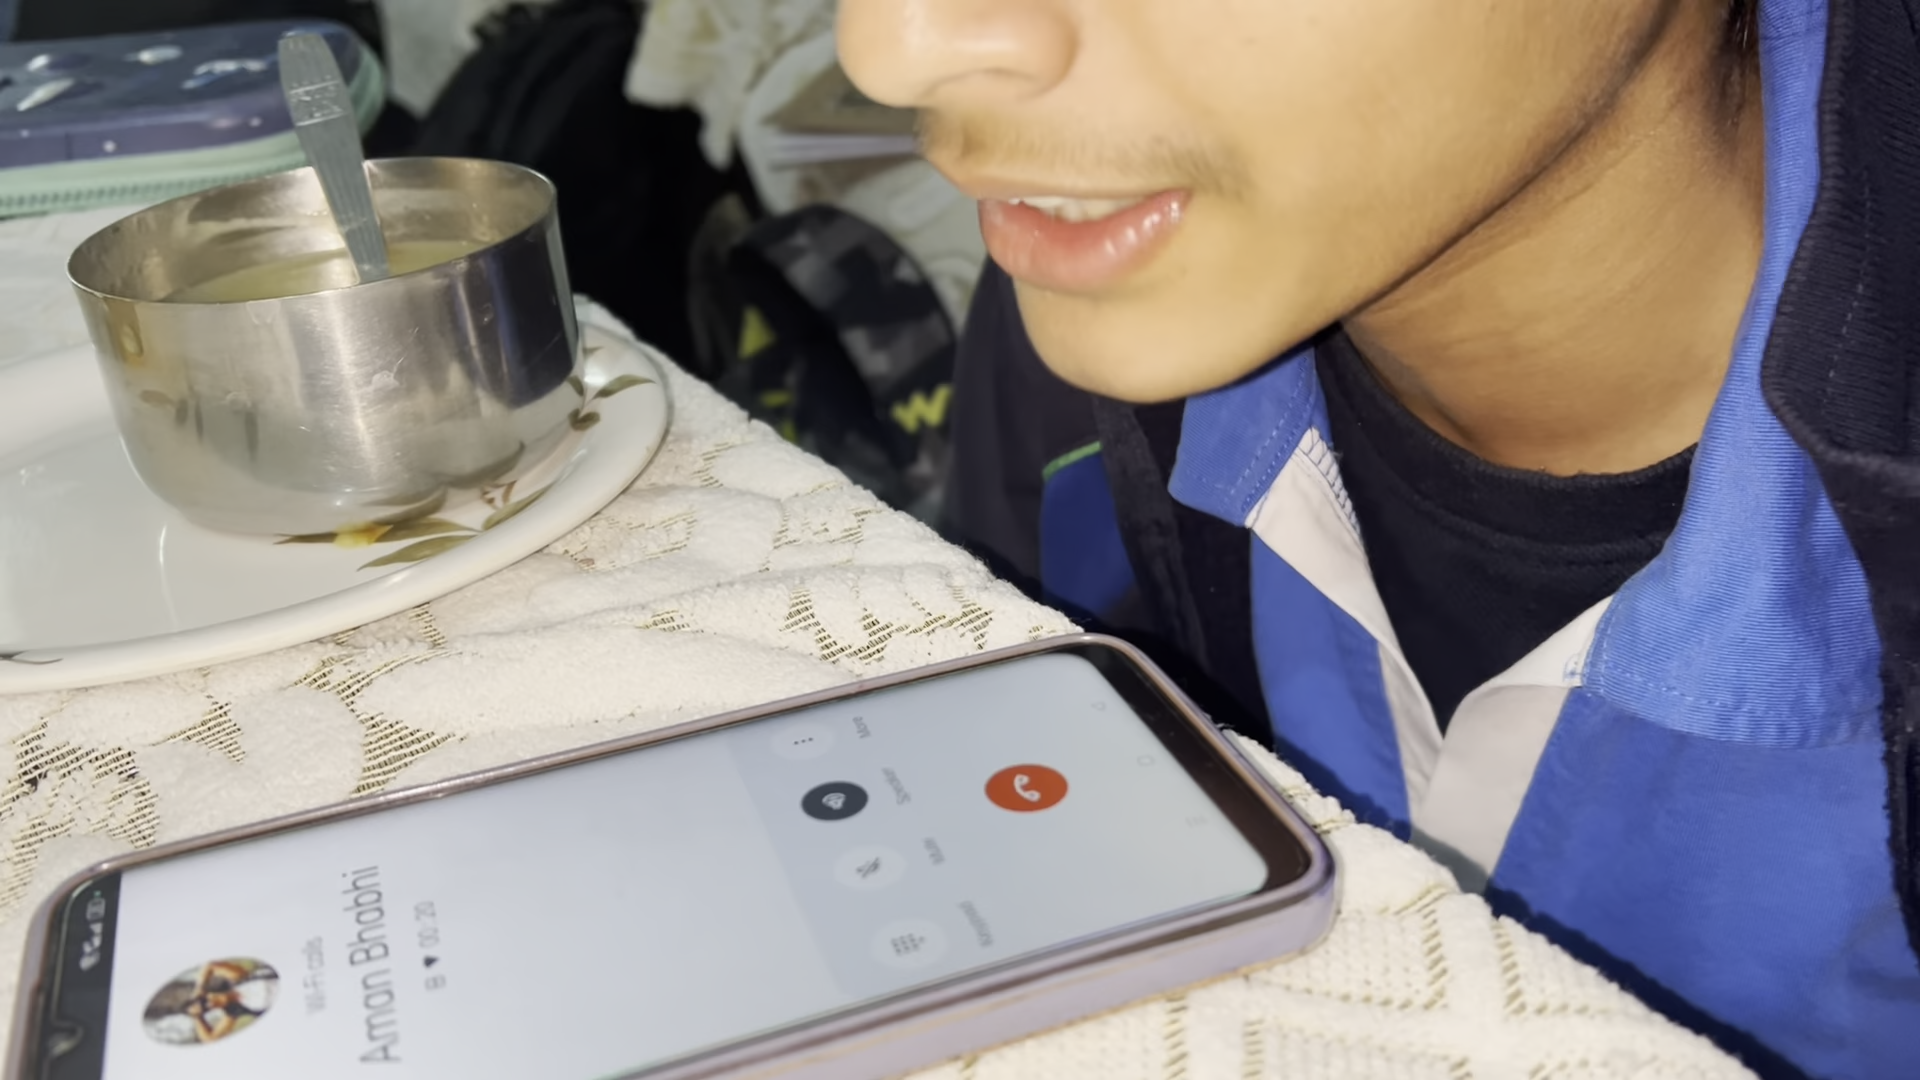 Wi-Fi calls
Aman Bhabhi
00:20
More
Speaker
Mute
Keypad